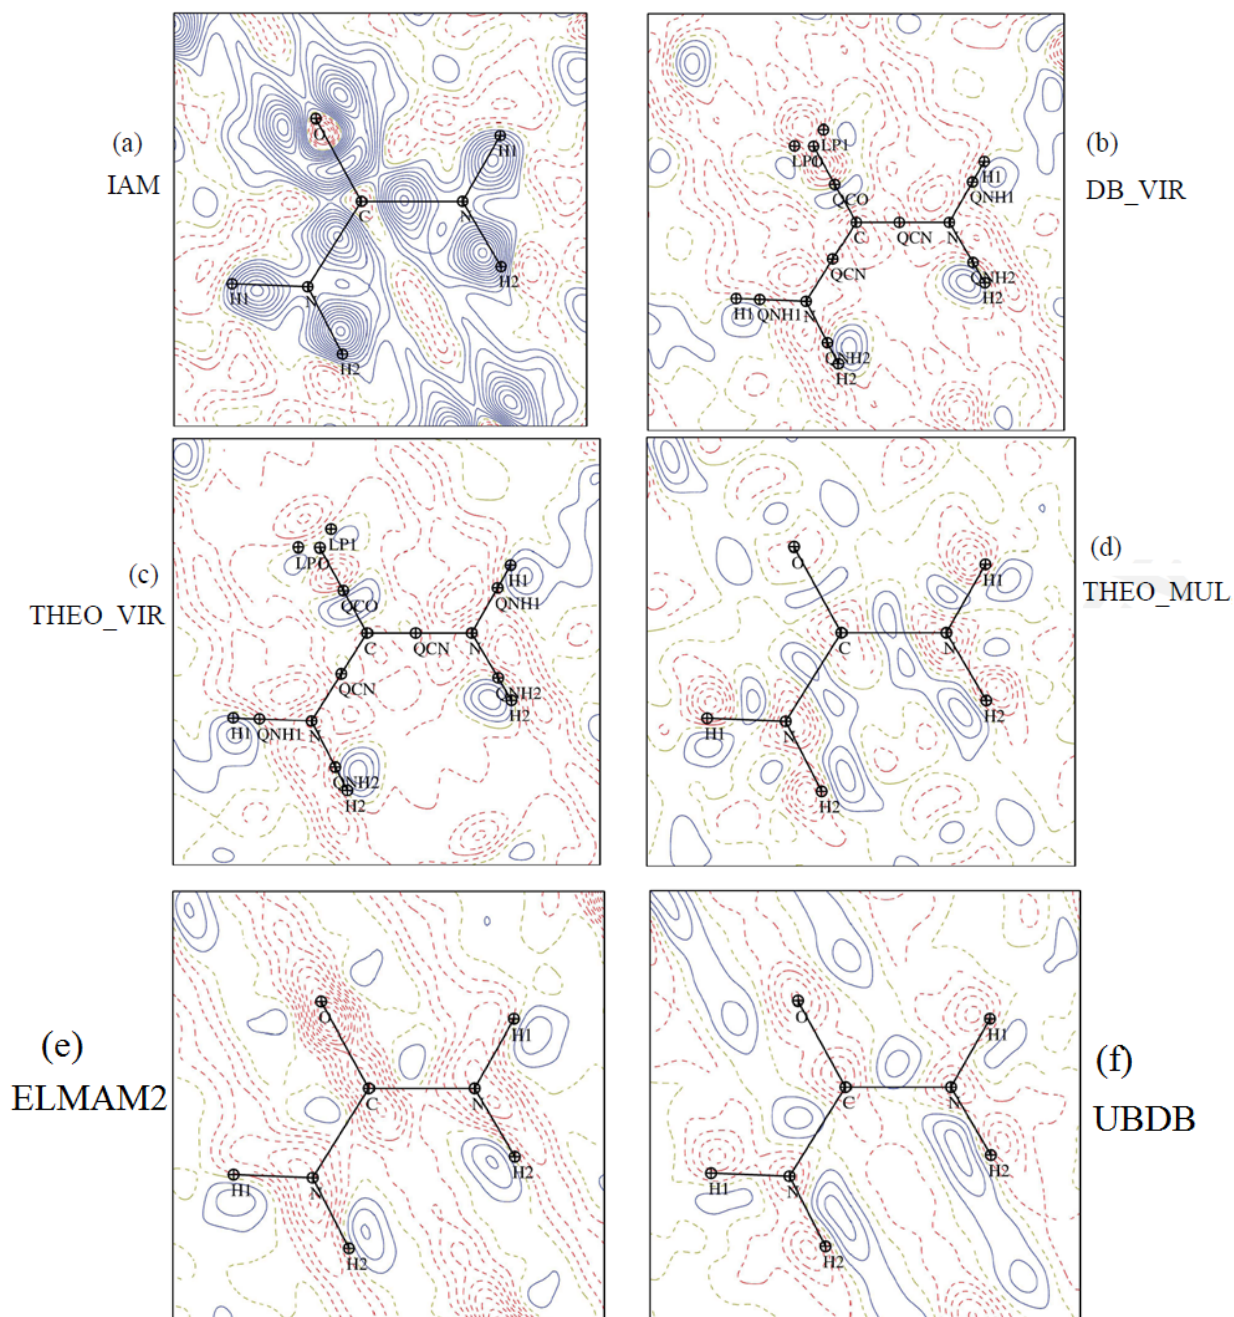 (a)
IAM
O
H1
C
N
H2
H1
N
H2
(b)
DB_VIR
LP1
LPO
H1
QCO
QNH1
C
QCN
N
QCN
QNH2
H2
H1
QNH1
N
QNH2
H2
(c)
THEO_VIR
LP1
LPO
H1
QCO
QNH1
C
QCN
N
QCN
QNH2
H2
H1
QNH1
N
QNH2
H2
(d)
THEO_MUL
O
H1
C
N
H2
H1
N
H2
(e)
ELMAM2
O
H1
C
N
H2
H1
N
H2
(f)
UBDB
O
H1
C
N
H2
H1
N
H2